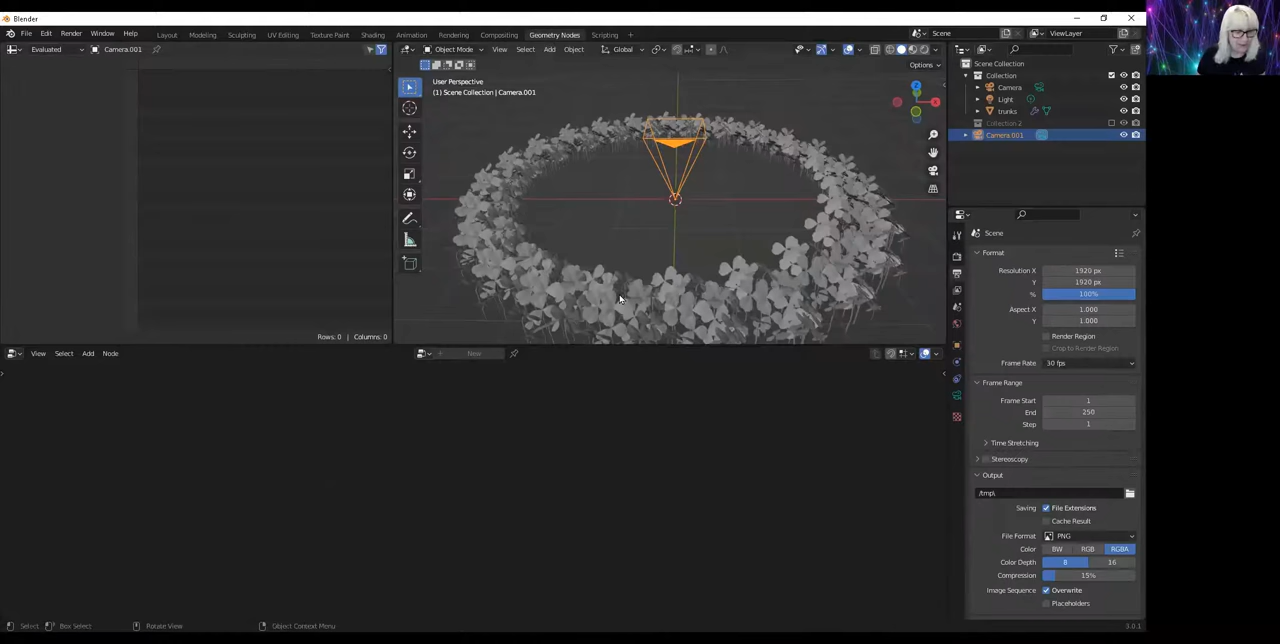 Blender
File Edit Render Window Help Layout Modeling Sculpting UV Editing Texture Paint Shading Animation Rendering Compositing Geometry Nodes Scripting + Scene ViewLayer
Evaluated Camera.001 Object Mode View Select Add Object Global
Options
User Perspective
(1) Scene Collection | Camera.001
Rows: 0 | Columns: 0
View Select Add Node + New
Scene Collection
Collection
Camera
Light
trunks
Collection 2
Camera.001
Scene
Format
Resolution X 1920 px
Y 1920 px
% 100%
Aspect X 1.000
Y 1.000
Render Region
Crop to Render Region
Frame Rate 30 fps
Frame Range
Frame Start 1
End 250
Step 1
Time Stretching
Stereoscopy
Output
/tmp\
Saving File Extensions
Cache Result
File Format PNG
Color BW RGB RGBA
Color Depth 8 16
Compression 15%
Image Sequence Overwrite
Placeholders
Select Box Select Rotate View Object Context Menu 3.0.1